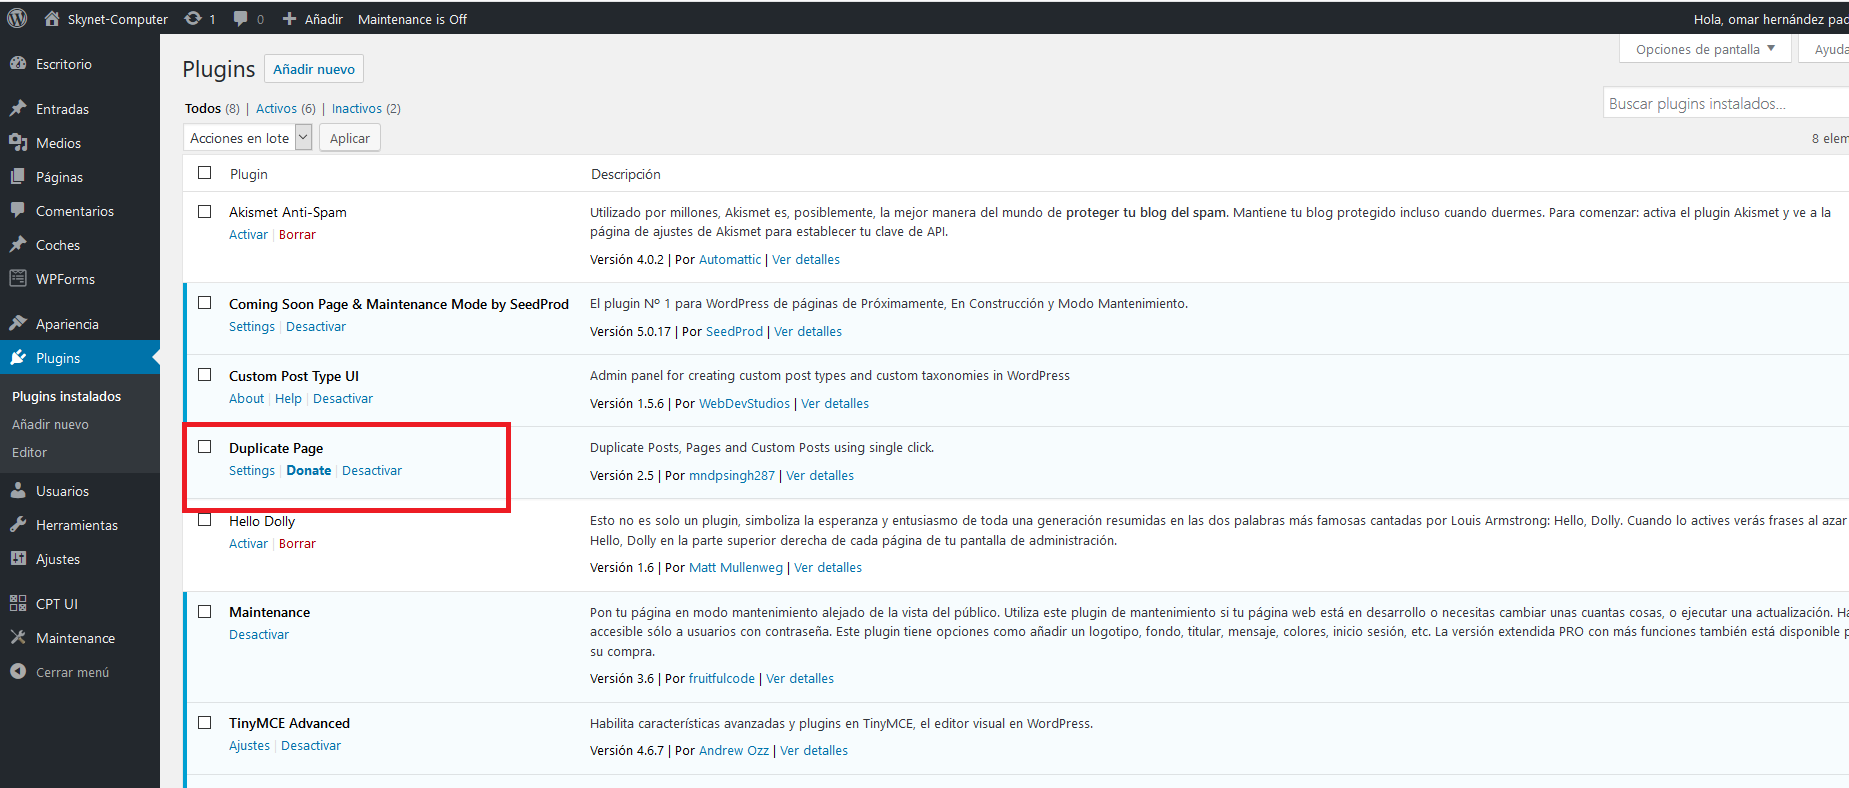 Skynet-Computer 1 0 Añadir Maintenance is Off
Hola, omar hernández pac
Escritorio
Entradas
Medios
Páginas
Comentarios
Coches
WPForms
Apariencia
Plugins
Plugins instalados
Añadir nuevo
Editor
Usuarios
Herramientas
Ajustes
CPT UI
Maintenance
Cerrar menú
Opciones de pantalla
Ayuda
Plugins Añadir nuevo
Todos (8) | Activos (6) | Inactivos (2)
Buscar plugins instalados...
Acciones en lote Aplicar
8 elem
Plugin Descripción
Akismet Anti-Spam
Activar | Borrar
Utilizado por millones, Akismet es, posiblemente, la mejor manera del mundo de proteger tu blog del spam. Mantiene tu blog protegido incluso cuando duermes. Para comenzar: activa el plugin Akismet y ve a la
página de ajustes de Akismet para establecer tu clave de API.
Versión 4.0.2 | Por Automattic | Ver detalles
Coming Soon Page & Maintenance Mode by SeedProd
Settings | Desactivar
El plugin Nº 1 para WordPress de páginas de Próximamente, En Construcción y Modo Mantenimiento.
Versión 5.0.17 | Por SeedProd | Ver detalles
Custom Post Type UI
About | Help | Desactivar
Admin panel for creating custom post types and custom taxonomies in WordPress
Versión 1.5.6 | Por WebDevStudios | Ver detalles
Duplicate Page
Settings | Donate | Desactivar
Duplicate Posts, Pages and Custom Posts using single click.
Versión 2.5 | Por mndpsingh287 | Ver detalles
Hello Dolly
Activar | Borrar
Esto no es solo un plugin, simboliza la esperanza y entusiasmo de toda una generación resumidas en las dos palabras más famosas cantadas por Louis Armstrong: Hello, Dolly. Cuando lo actives verás frases al azar
Hello, Dolly en la parte superior derecha de cada página de tu pantalla de administración.
Versión 1.6 | Por Matt Mullenweg | Ver detalles
Maintenance
Desactivar
Pon tu página en modo mantenimiento alejado de la vista del público. Utiliza este plugin de mantenimiento si tu página web está en desarrollo o necesitas cambiar unas cuantas cosas, o ejecutar una actualización. Ha
accesible sólo a usuarios con contraseña. Este plugin tiene opciones como añadir un logotipo, fondo, titular, mensaje, colores, inicio sesión, etc. La versión extendida PRO con más funciones también está disponible p
su compra.
Versión 3.6 | Por fruitfulcode | Ver detalles
TinyMCE Advanced
Ajustes | Desactivar
Habilita características avanzadas y plugins en TinyMCE, el editor visual en WordPress.
Versión 4.6.7 | Por Andrew Ozz | Ver detalles